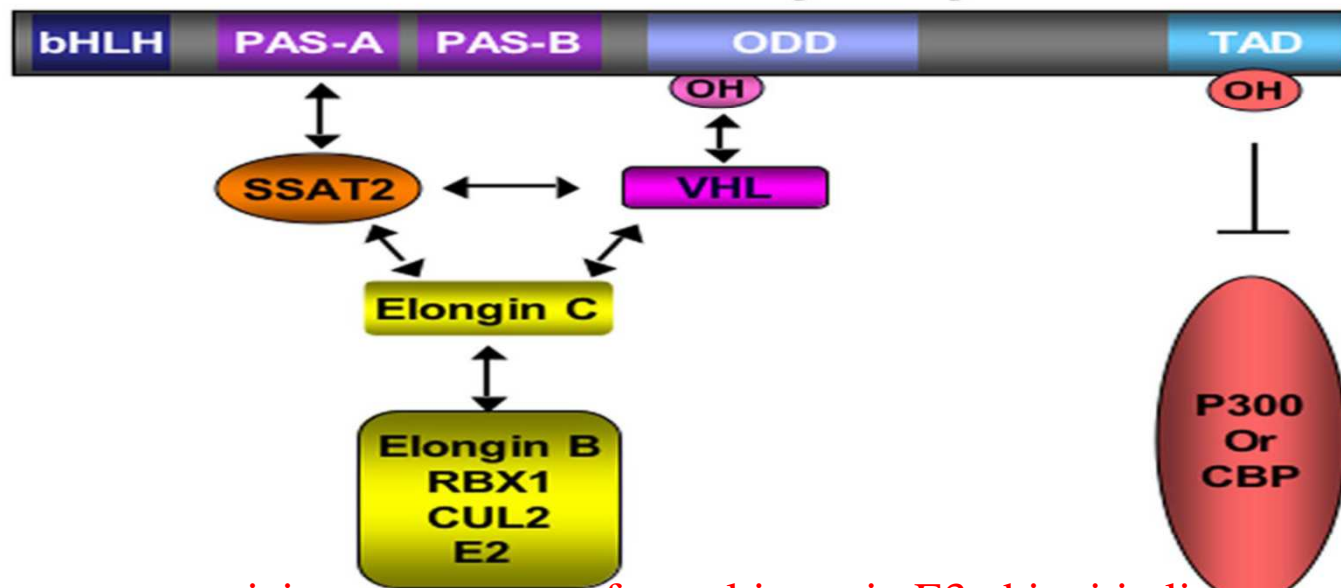 bHLH PAS-A PAS-B ODD TAD
OH OH
SSAT2 VHL
Elongin C
Elongin B
RBX1
CUL2
E2
P300
Or
CBP